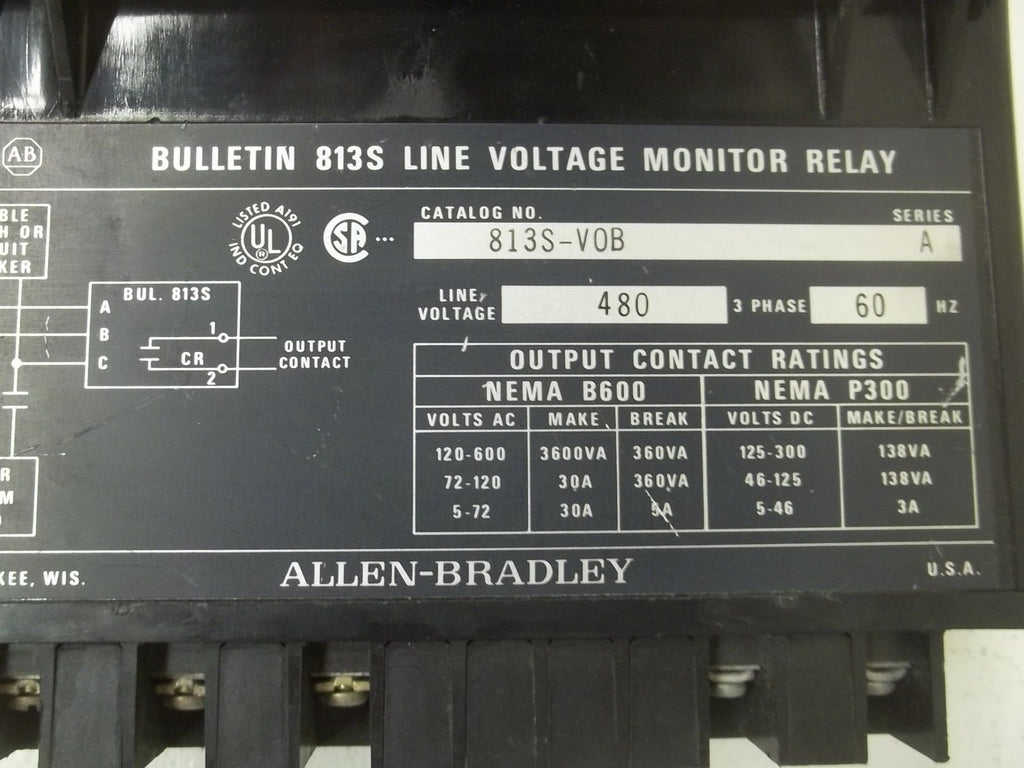 A-B BULLETIN 813S LINE VOLTAGE MONITOR RELAY
LISTED A191
UL
IND CONT EQ
SA
CATALOG NO. SERIES
813S-VOB A
LINE VOLTAGE 480 3 PHASE 60 HZ
BLE
H OR
UIT
KER
BUL. 813S
A
B
C
1
CR
2
OUTPUT
CONTACT
R
M
OUTPUT CONTACT RATINGS
NEMA B600 NEMA P300
VOLTS AC MAKE BREAK VOLTS DC MAKE/BREAK
120-600 3600VA 360VA 125-300 138VA
72-120 30A 360VA 46-125 138VA
5-72 30A 5A 5-46 3A
KEE, WIS. ALLEN-BRADLEY U.S.A.